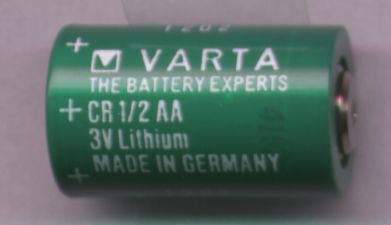 +
VARTA
THE BATTERY EXPERTS
+ CR 1/2 AA
3V Lithium
MADE IN GERMANY
+